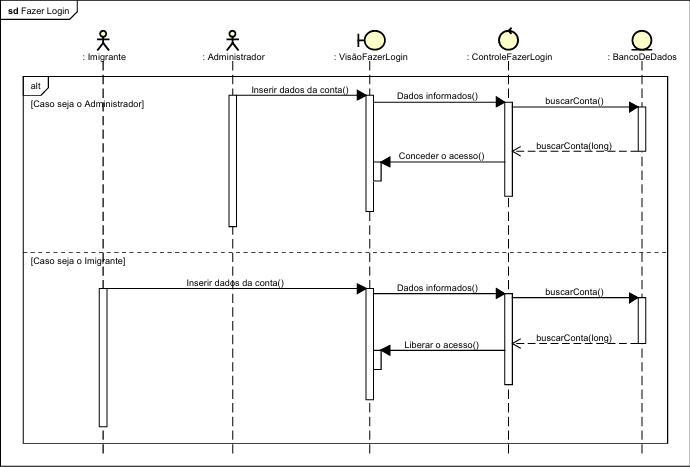 sd Fazer Login
: Imigrante
: Administrador
: VisãoFazerLogin
: ControleFazerLogin
: BancoDeDados
alt
[Caso seja o Administrador]
Inserir dados da conta()
Dados informados()
buscarConta()
buscarConta(long)
Conceder o acesso()
[Caso seja o Imigrante]
Inserir dados da conta()
Dados informados()
buscarConta()
buscarConta(long)
Liberar o acesso()